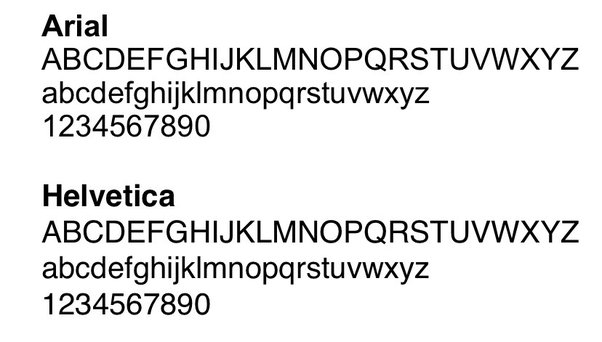 Arial
ABCDEFGHIJKLMNOPQRSTUVWXYZ
abcdefghijklmnopqrstuvwxyz
1234567890
Helvetica
ABCDEFGHIJKLMNOPQRSTUVWXYZ
abcdefghijklmnopqrstuvwxyz
1234567890